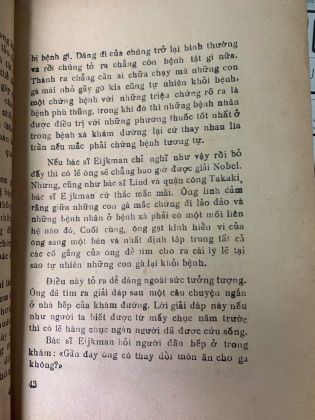 bị bệnh gì. Dáng đi của chúng trở lại bình thường
và rồi chúng tỏ ra chẳng còn bệnh tật gì nữa.
Thành ra chẳng cần ai chữa chạy mà những con
gà mái nhỏ gầy gò kia cũng tự nhiên khỏi bệnh,
một chứng bệnh với những triệu chứng rõ ra là
bệnh phù thũng, trong khi đó thì những bệnh nhân
được điều trị với những phương thuốc tốt nhất ở
trong bệnh xá khám đường lại cứ thay nhau lìa
trần nếu mắc phải chứng bệnh tương tự.
Nếu bác sĩ Eijkman chỉ nghĩ như vậy rồi bỏ
đấy thì có lẽ ông sẽ chẳng bao giờ được giải Nobel.
Nhưng, cũng như bác sĩ Lind và quận công Takaki,
bác sĩ Eijkman cứ thắc mắc mãi. Ông linh cảm
rằng giữa những con gà mắc chứng đi lảo đảo và
những bệnh nhân ở bệnh xá phải có một mối liên
hệ nào đó. Cuối cùng, ông gạt kính hiển vi của
ông sang một bên và nhất định tập trung tất cả
các cố gắng của ông để tìm cho ra cái lý lẽ tại
sao tự nhiên những con gà lại khỏi bệnh.
Điều này tỏ ra dễ dàng ngoài sức tưởng tượng.
Ông đã tìm ra giải đáp sau một câu chuyện ngắn
ở nhà bếp của khám đường. Lời giải đáp này nếu
như người ta biết được từ mấy chục năm trước
thì có lẽ hàng chục ngàn người đã được cứu sống.
Bác sĩ Eijkman hỏi người đầu bếp ở trong
khám: «Gần đây ông có thay đổi món ăn cho gà
không?»
43